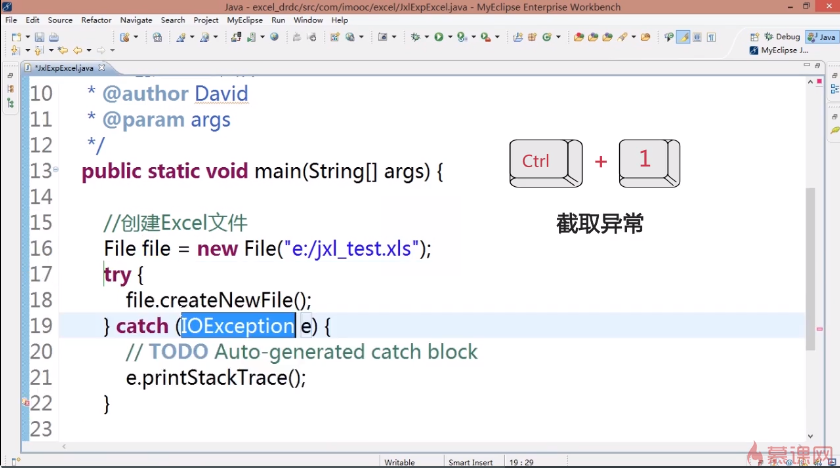 Java - excel_drdc/src/com/imooc/excel/JxlExpExcel.java - MyEclipse Enterprise Workbench
File Edit Source Refactor Navigate Search Project MyEclipse Run Window Help
Debug Java
MyEclipse J...
*JxlExpExcel.java
10 * @author David
11 * @param args
12 */
13 public static void main(String[] args) {
14
15 //创建Excel文件
16 File file = new File("e:/jxl_test.xls");
17 try {
18 file.createNewFile();
19 } catch (IOException e) {
20 // TODO Auto-generated catch block
21 e.printStackTrace();
22 }
23
Ctrl + 1
截取异常
Writable Smart Insert 19 : 29
慕课网